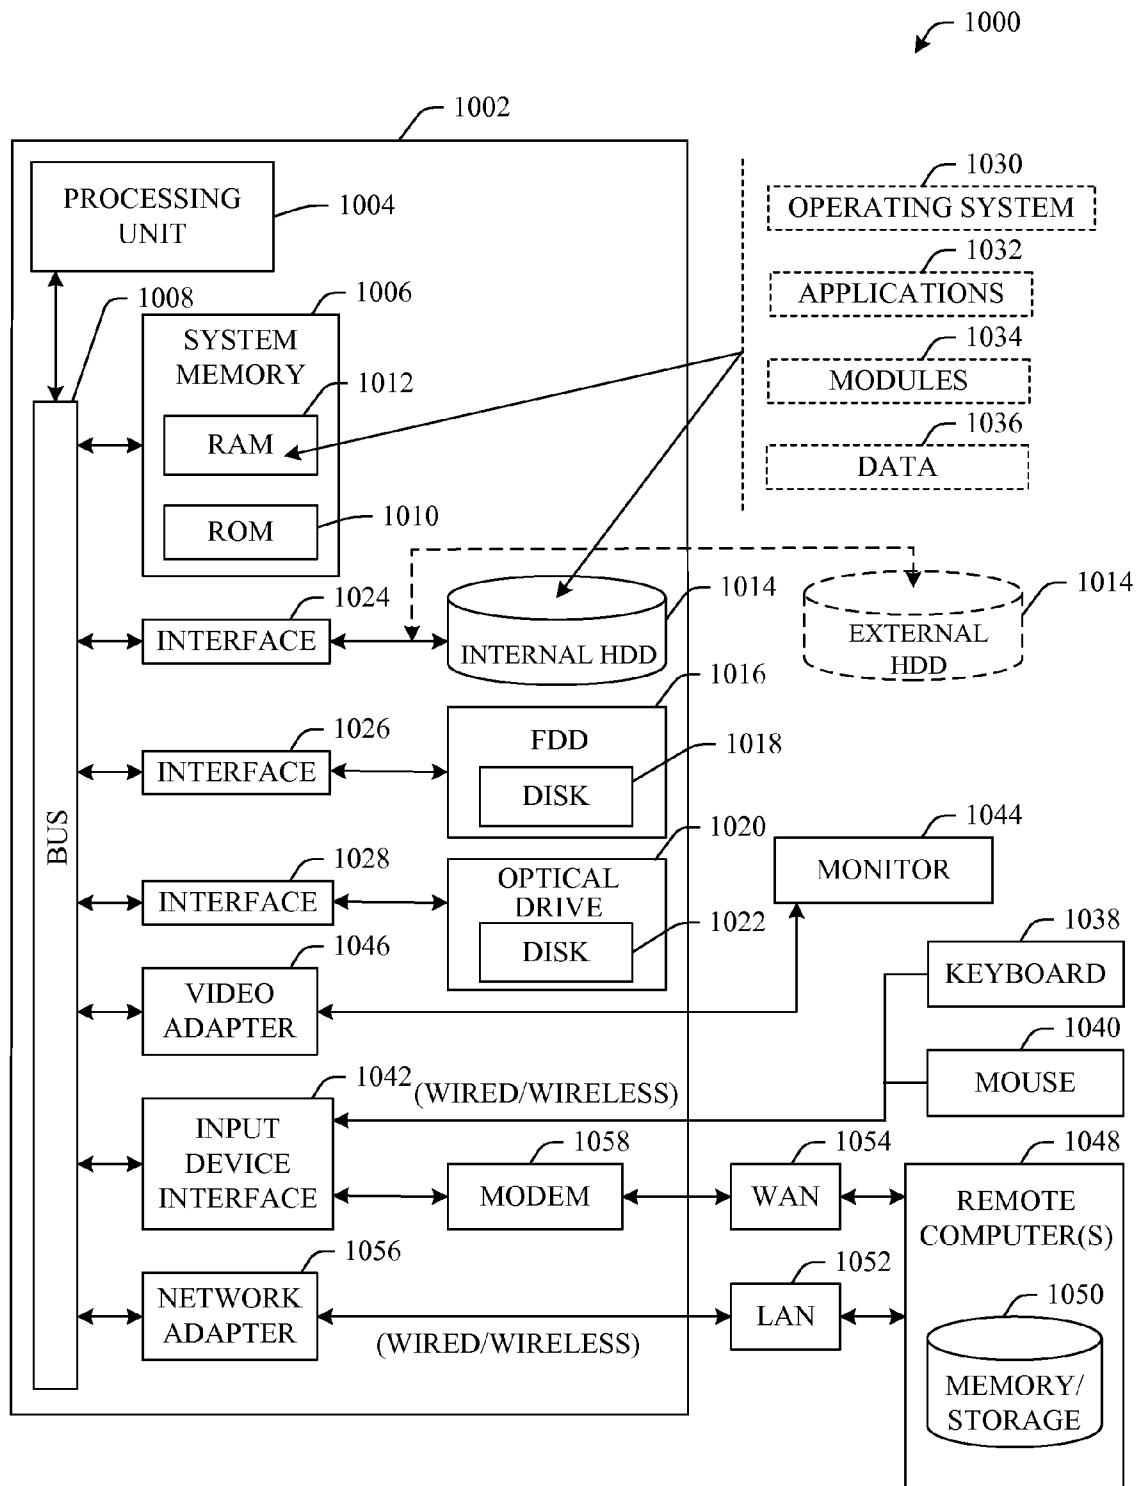 1000
1002
PROCESSING
UNIT
1004
1008
1006
SYSTEM
MEMORY
1012
RAM
1010
ROM
1030
OPERATING SYSTEM
1032
APPLICATIONS
1034
MODULES
1036
DATA
1024
INTERFACE
1014
INTERNAL HDD
1014
EXTERNAL
HDD
1016
FDD
1018
DISK
1026
INTERFACE
BUS
1020
OPTICAL
DRIVE
1022
DISK
1028
INTERFACE
1044
MONITOR
1046
VIDEO
ADAPTER
1038
KEYBOARD
1040
MOUSE
1042
(WIRED/WIRELESS)
INPUT
DEVICE
INTERFACE
1058
MODEM
1054
WAN
1048
REMOTE
COMPUTER(S)
1056
NETWORK
ADAPTER
(WIRED/WIRELESS)
1052
LAN
1050
MEMORY/
STORAGE